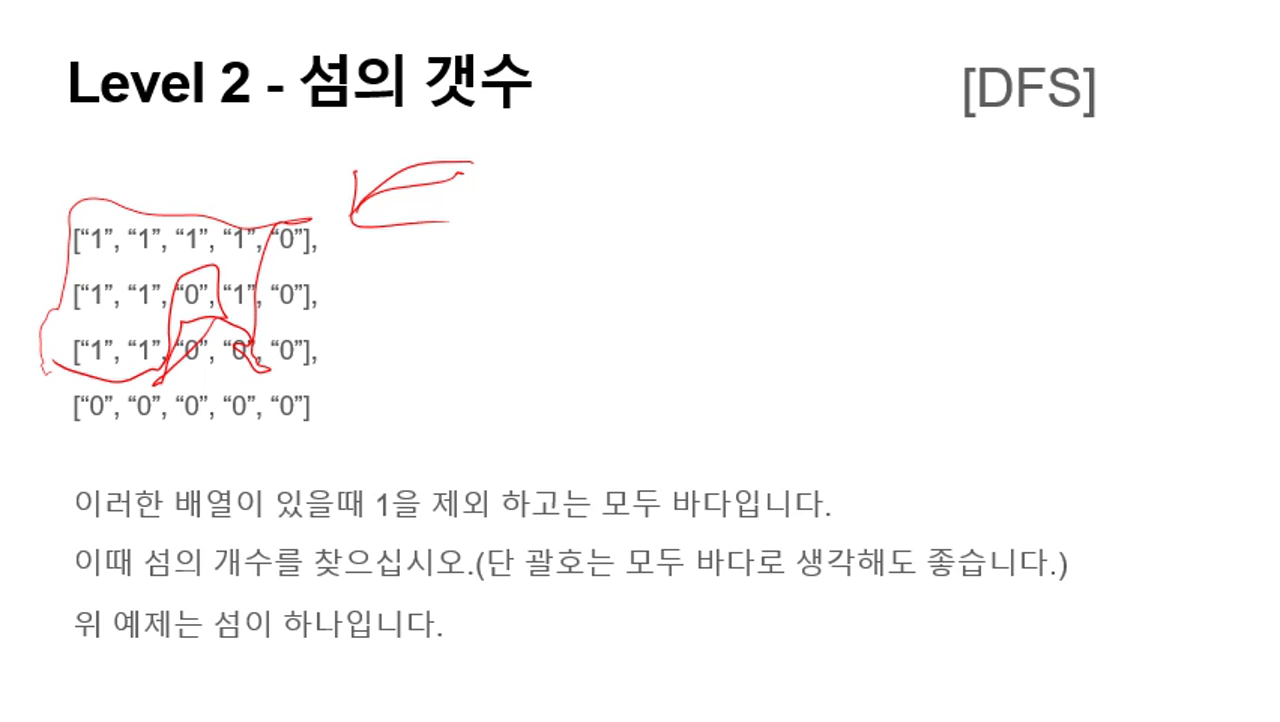 Level 2 - 섬의 갯수
[DFS]
[“1”, “1”, “1”, “1”, “0”],
[“1”, “1”, “0”, “1”, “0”],
[“1”, “1”, “0”, “0”, “0”],
[“0”, “0”, “0”, “0”, “0”]
이러한 배열이 있을때 1을 제외 하고는 모두 바다입니다.
이때 섬의 개수를 찾으십시오.(단 괄호는 모두 바다로 생각해도 좋습니다.)
위 예제는 섬이 하나입니다.